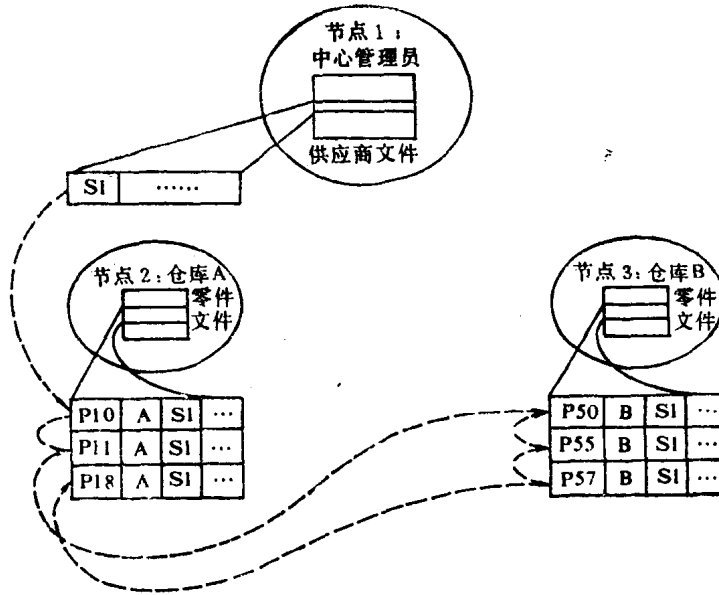 节点1：
中心管理员
供应商文件
S1 ……
节点2：仓库A
零件
文件
节点3：仓库B
零件
文件
P10 A S1 …
P11 A S1 …
P18 A S1 …
P50 B S1 …
P55 B S1 …
P57 B S1 …